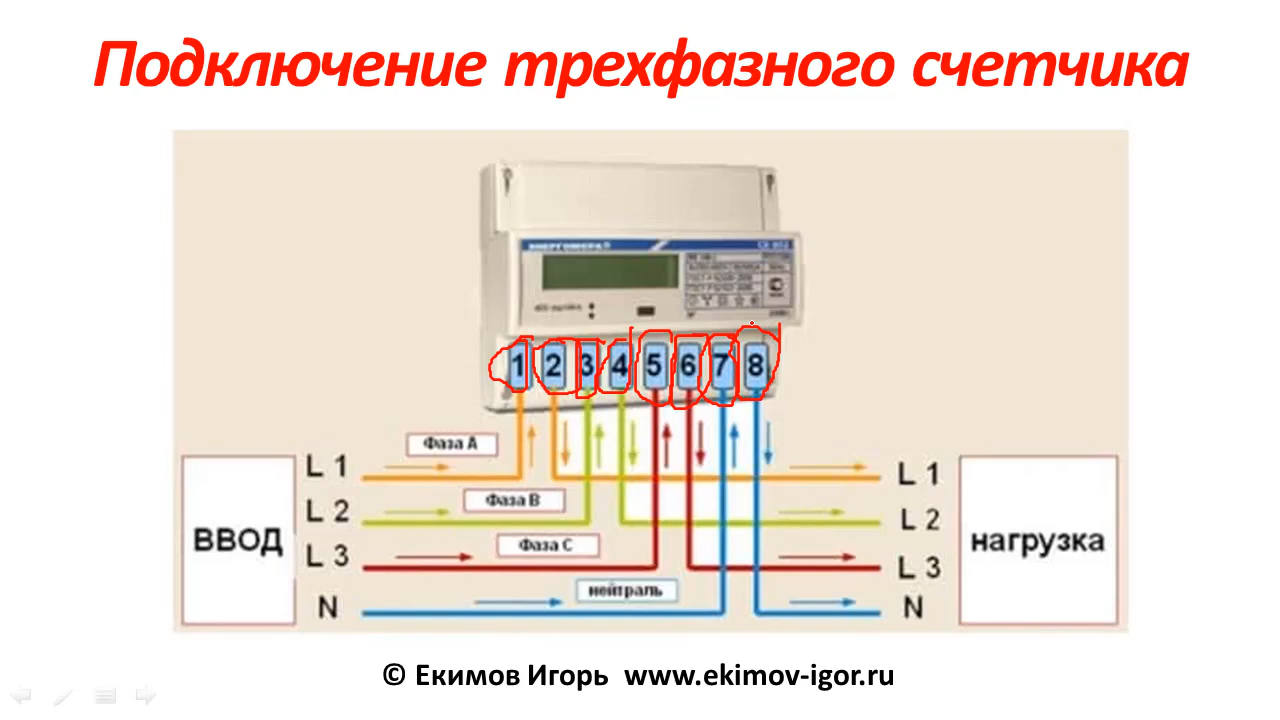 Подключение трехфазного счетчика
ЭНЕРГОМЕРА
1 2 3 4 5 6 7 8
Фаза А
L 1 L 1
Фаза В
L 2 L 2
ВВОД нагрузка
Фаза С
L 3 L 3
нейтраль
N N
© Екимов Игорь www.ekimov-igor.ru